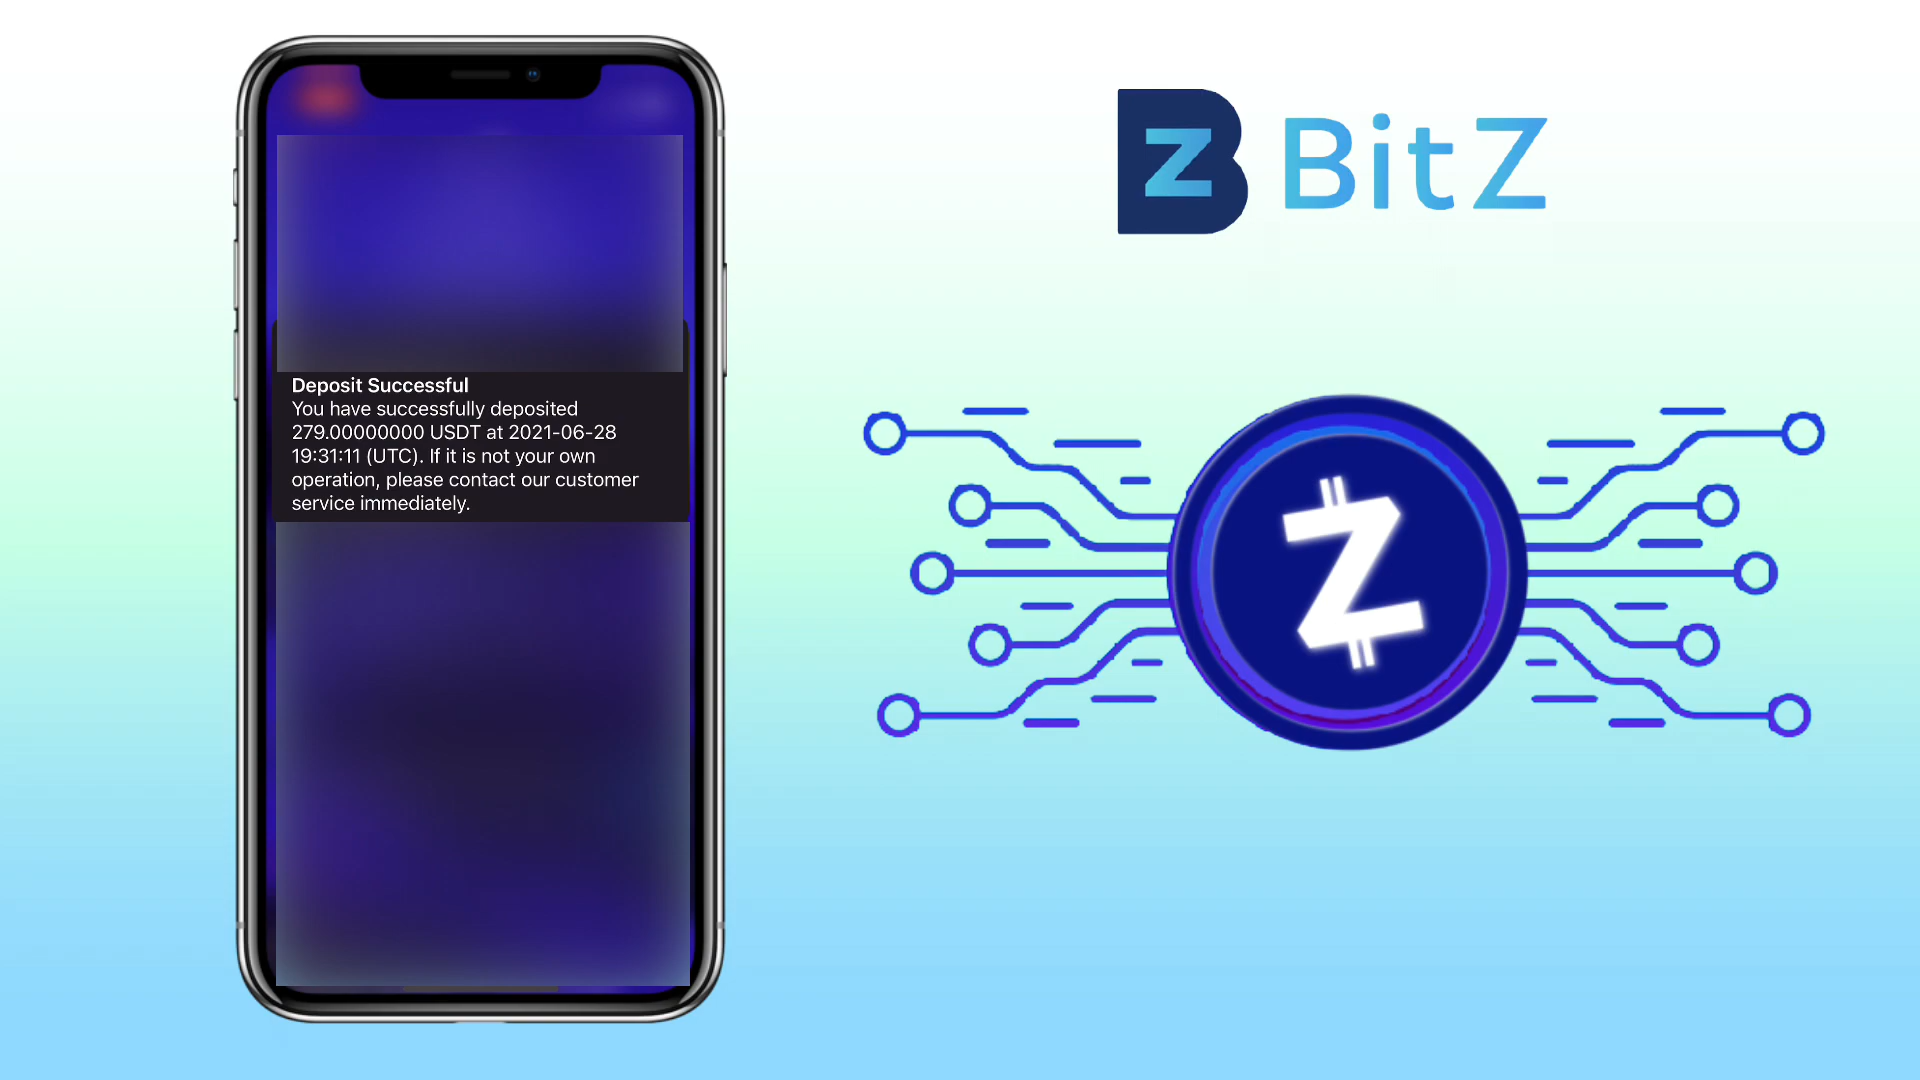 Deposit Successful
You have successfully deposited
279.00000000 USDT at 2021-06-28
19:31:11 (UTC). If it is not your own
operation, please contact our customer
service immediately.
Z BitZ
Z